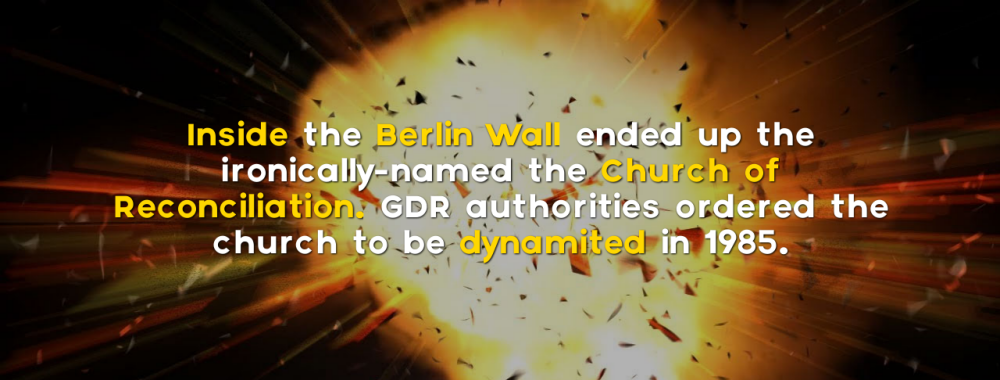 Inside the Berlin Wall ended up the
ironically-named the Church of
Reconciliation. GDR authorities ordered the
church to be dynamited in 1985.